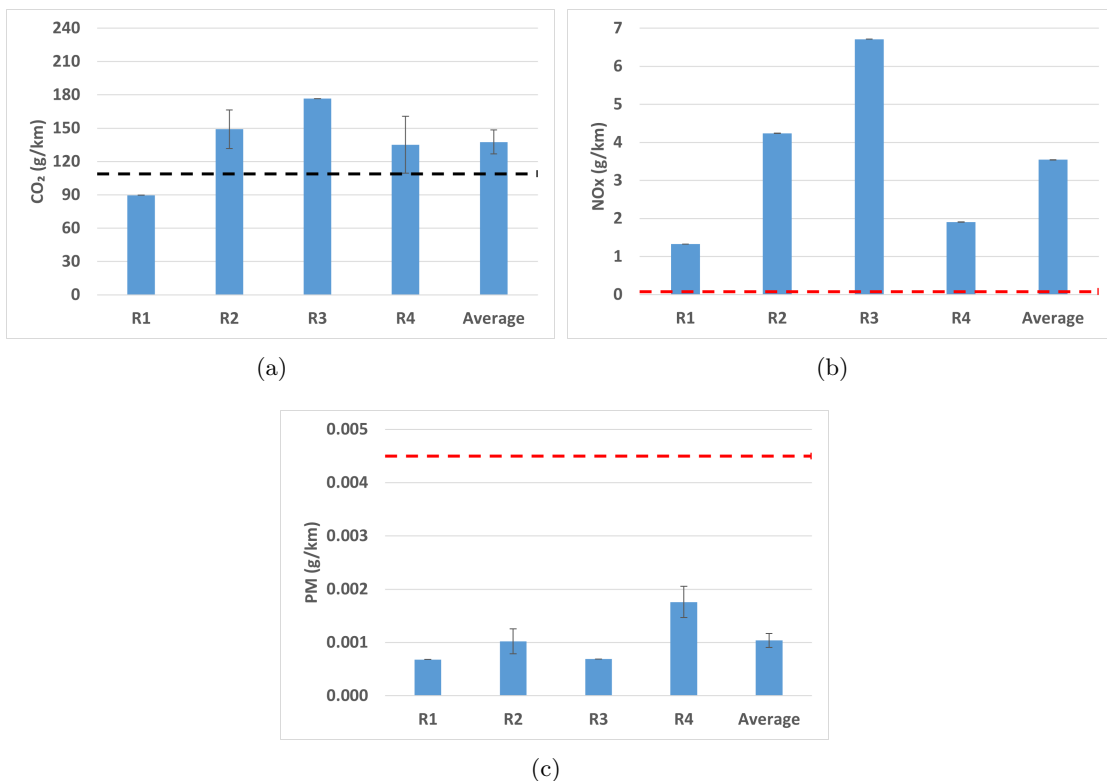 240
210
180
150
120
90
60
30
0
CO₂ (g/km)
R1 R2 R3 R4 Average
(a)
7
6
5
4
3
2
1
0
NOx (g/km)
R1 R2 R3 R4 Average
(b)
0.005
0.004
0.003
0.002
0.001
0.000
PM (g/km)
R1 R2 R3 R4 Average
(c)